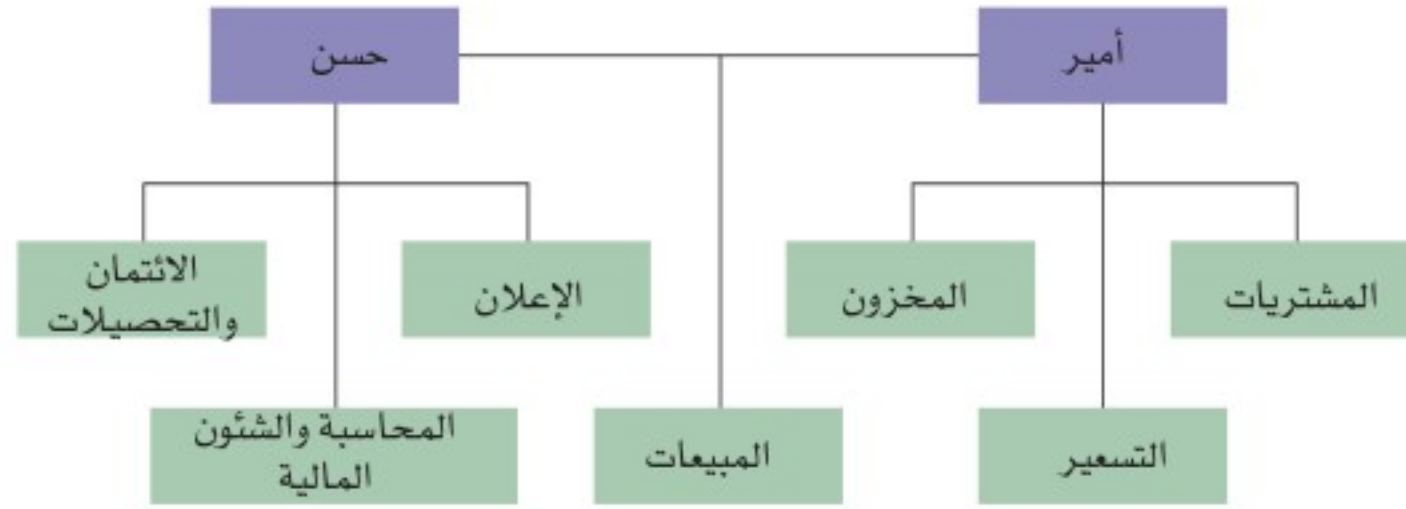 أمير
حسن
المشتريات
المخزون
الإعلان
الائتمان
والتحصيلات
التسعير
المبيعات
المحاسبة والشئون
المالية